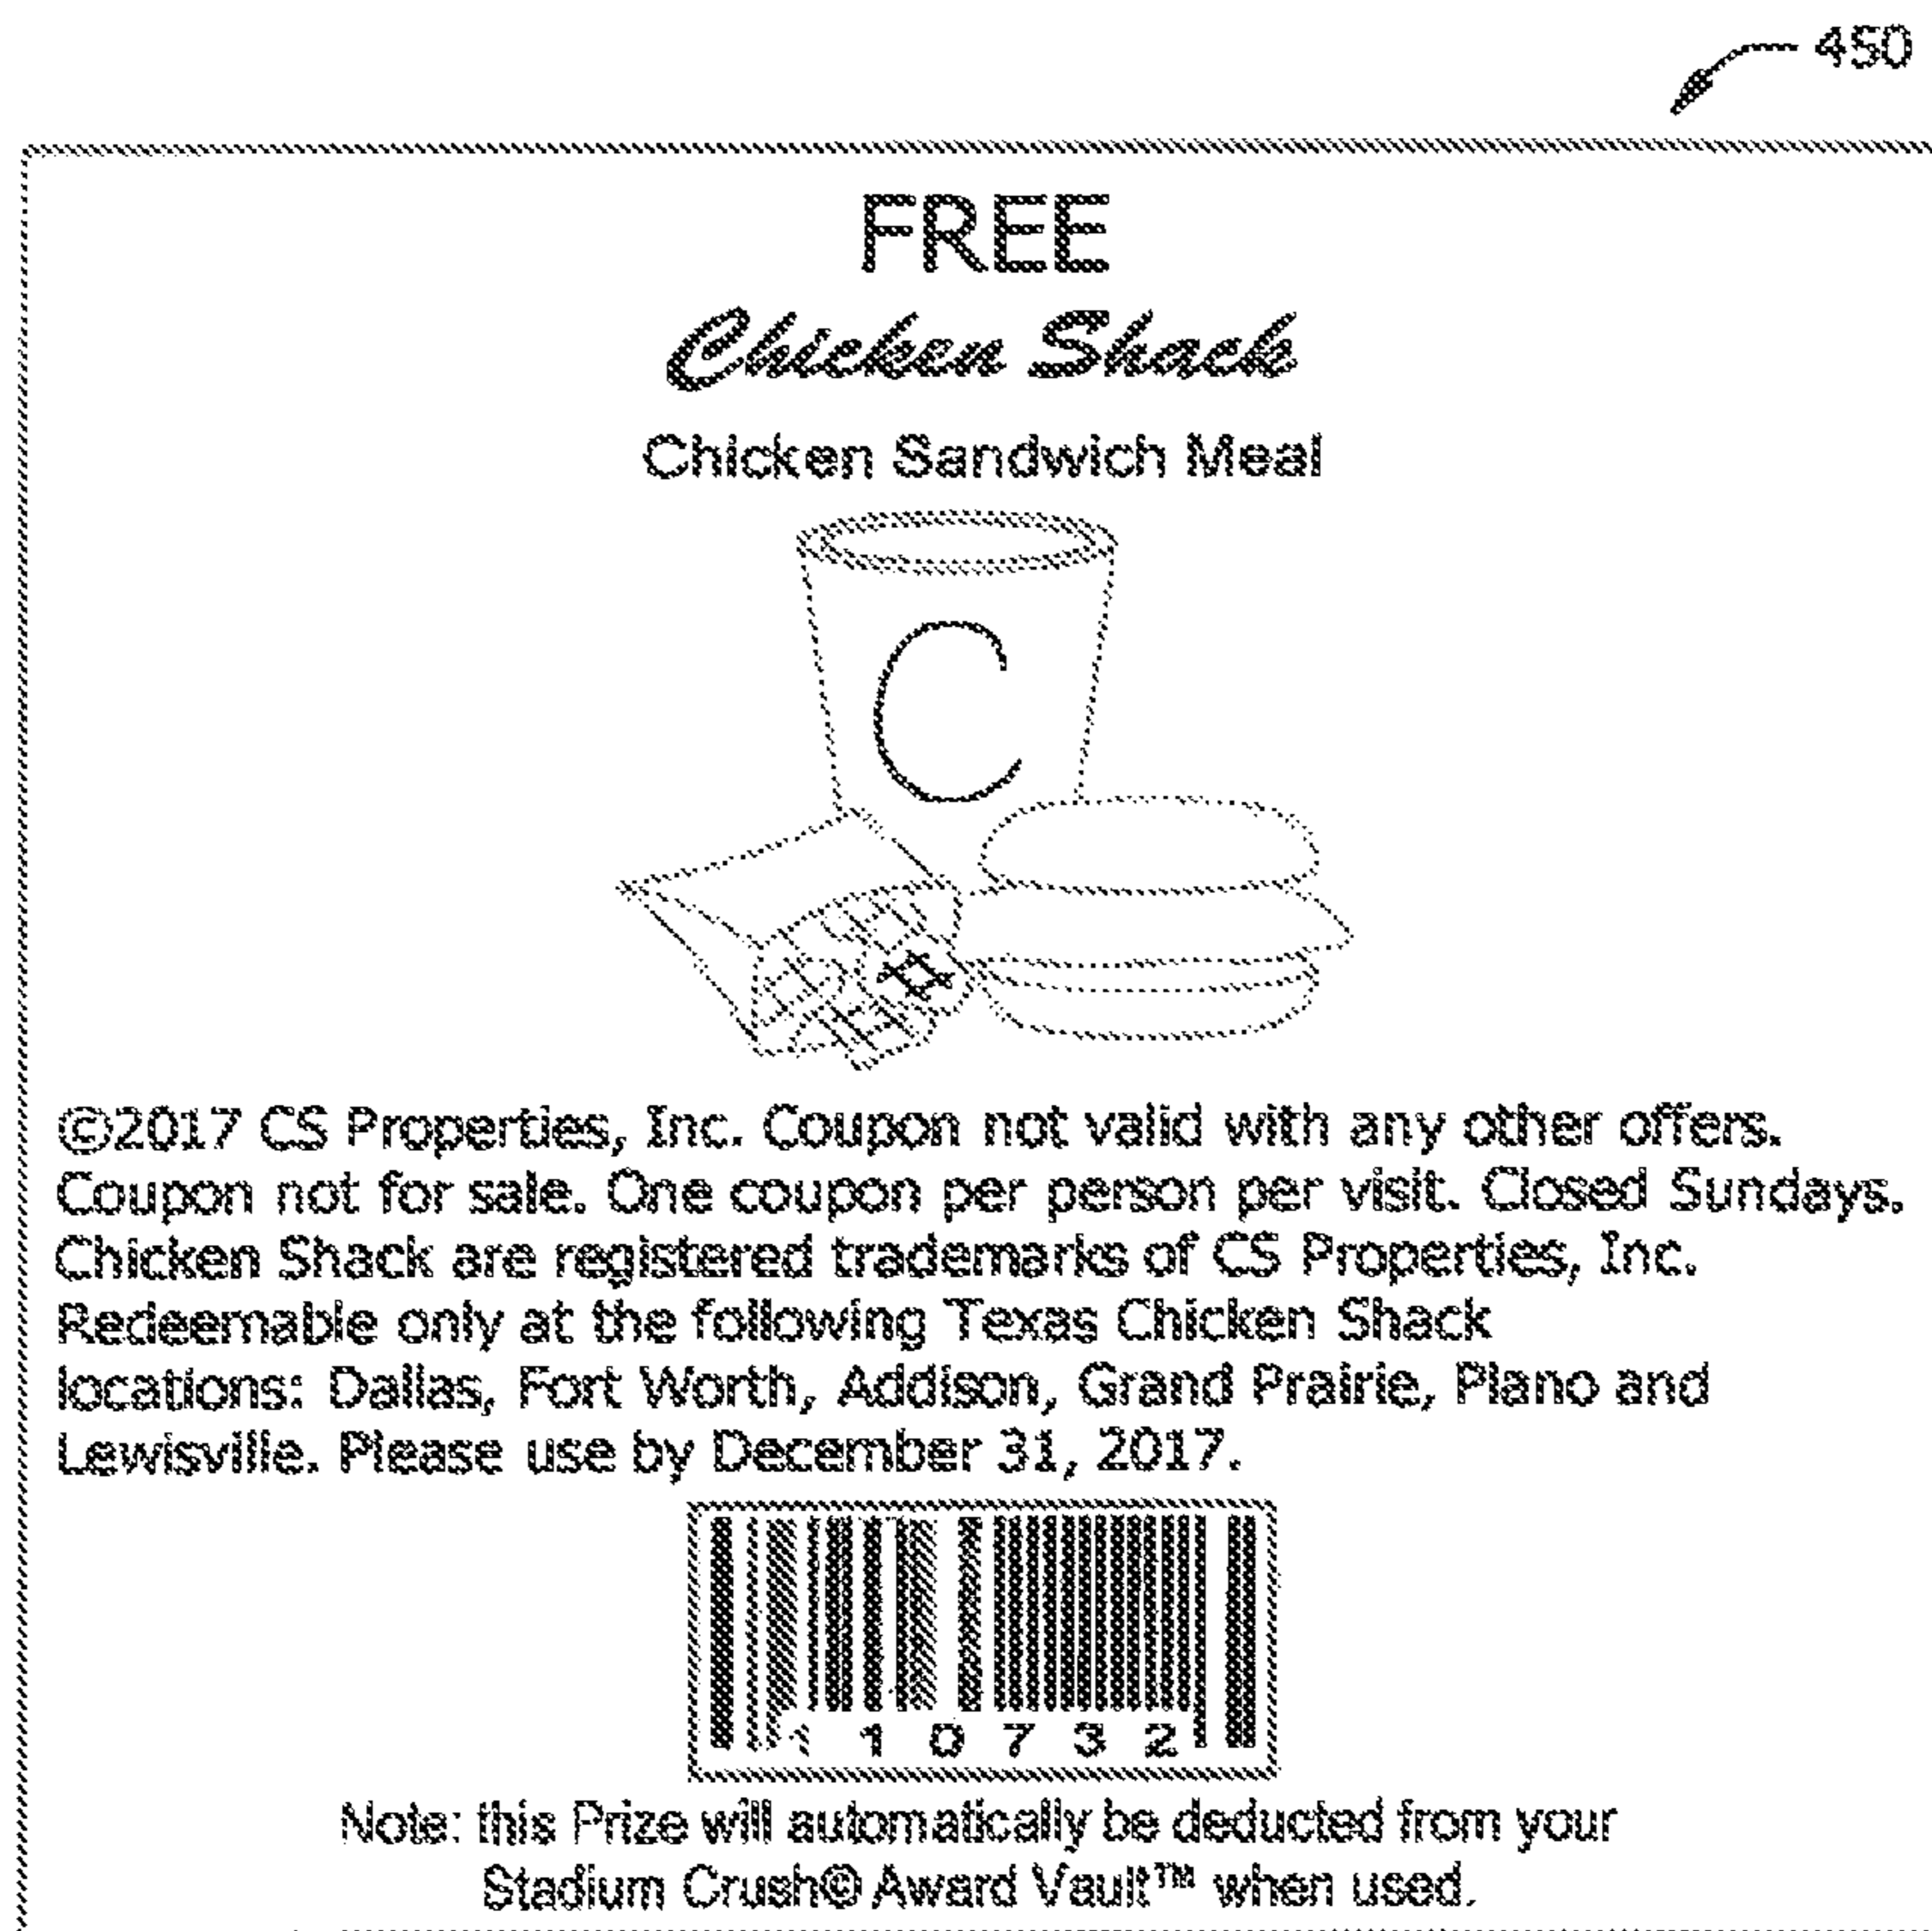 450
FREE
Chicken Shack
Chicken Sandwich Meal
C
©2017 CS Properties, Inc. Coupon not valid with any other offers.
Coupon not for sale. One coupon per person per visit. Closed Sundays.
Chicken Shack are registered trademarks of CS Properties, Inc.
Redeemable only at the following Texas Chicken Shack
locations: Dallas, Fort Worth, Addison, Grand Prairie, Plano and
Lewisville. Please use by December 31, 2017.
1 1 0 7 3 2
Note: this Prize will automatically be deducted from your
Stadium Crush© Award Vault™ when used.